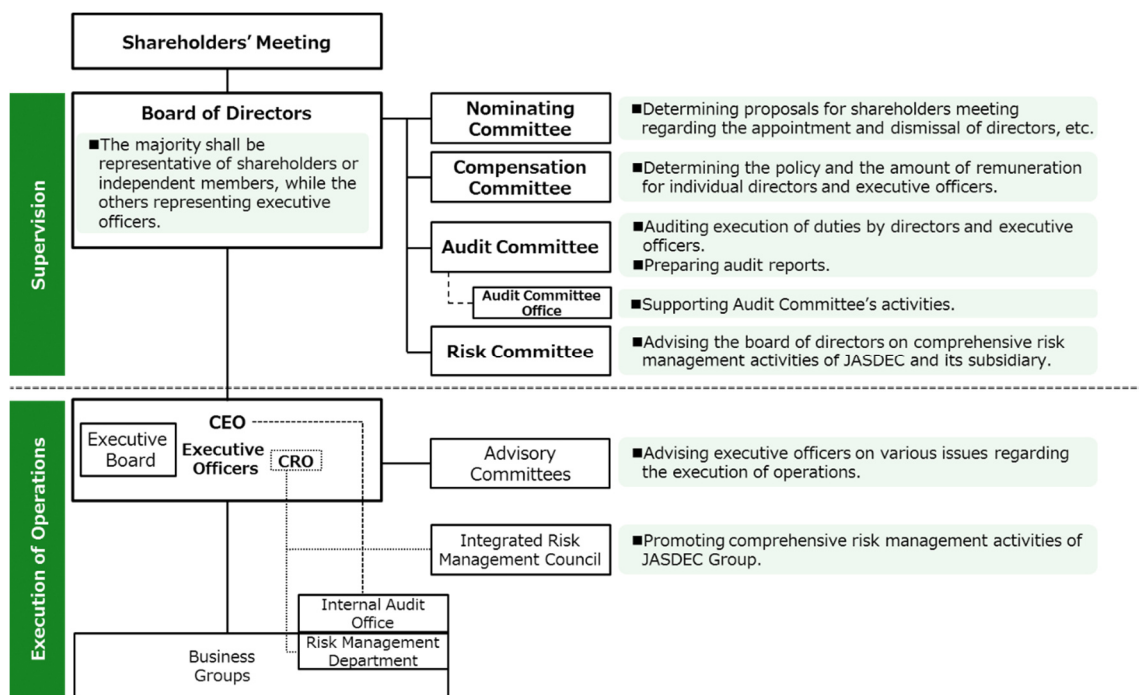 Shareholders' Meeting
Supervision
Board of Directors
■The majority shall be
representative of shareholders or
independent members, while the
others representing executive
officers.
Nominating
Committee
■Determining proposals for shareholders meeting
regarding the appointment and dismissal of directors, etc.
Compensation
Committee
■Determining the policy and the amount of remuneration
for individual directors and executive officers.
Audit Committee
■Auditing execution of duties by directors and executive
officers.
■Preparing audit reports.
Audit Committee
Office
■Supporting Audit Committee's activities.
Risk Committee
■Advising the board of directors on comprehensive risk
management activities of JASDEC and its subsidiary.
Execution of Operations
Executive
Board
CEO
Executive
Officers
CRO
Advisory
Committees
■Advising executive officers on various issues regarding
the execution of operations.
Integrated Risk
Management Council
■Promoting comprehensive risk management activities of
JASDEC Group.
Internal Audit
Office
Risk Management
Department
Business
Groups